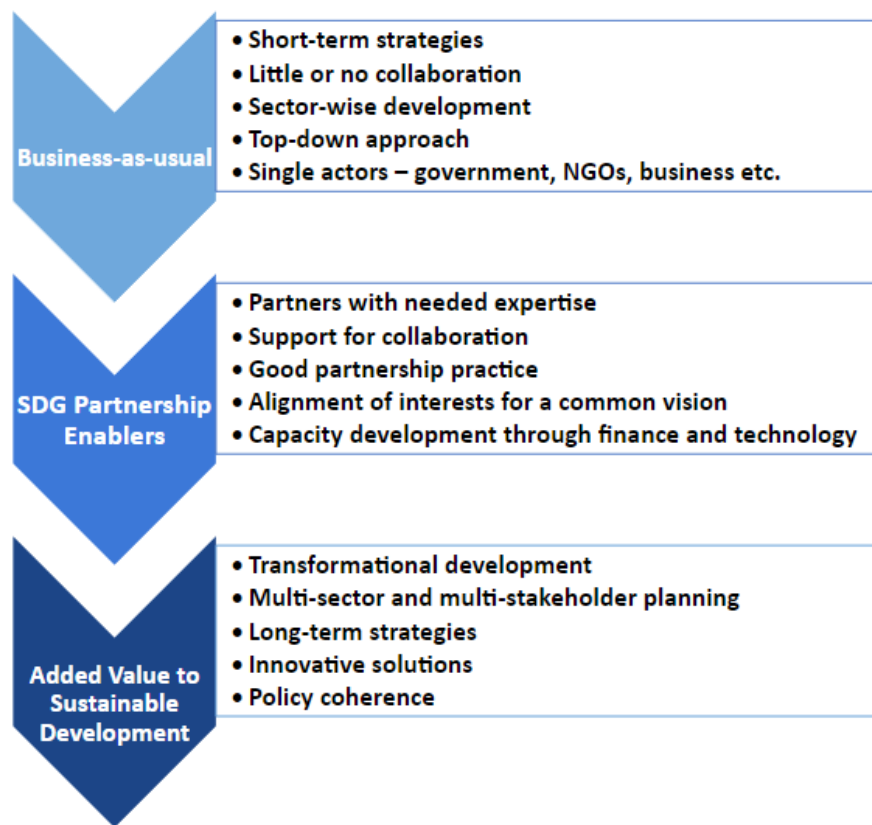 Business-as-usual
• Short-term strategies
• Little or no collaboration
• Sector-wise development
• Top-down approach
• Single actors – government, NGOs, business etc.
SDG Partnership
Enablers
• Partners with needed expertise
• Support for collaboration
• Good partnership practice
• Alignment of interests for a common vision
• Capacity development through finance and technology
Added Value to
Sustainable
Development
• Transformational development
• Multi-sector and multi-stakeholder planning
• Long-term strategies
• Innovative solutions
• Policy coherence